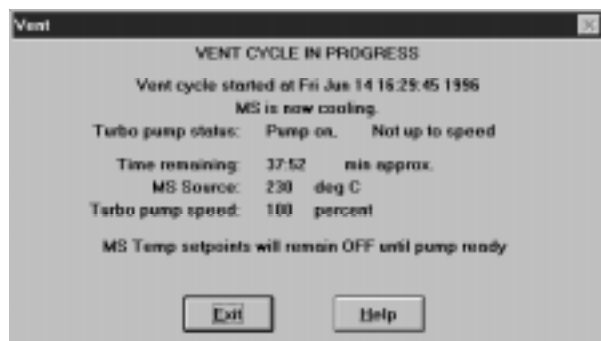 Vent
VENT CYCLE IN PROGRESS
Vent cycle started at Fri Jun 14 16:29:45 1996
MS is now cooling.
Turbo pump status: Pump on. Not up to speed
Time remaining: 37:52 min approx.
MS Source: 230 deg C
Turbo pump speed: 100 percent
MS Temp setpoints will remain OFF until pump ready
Exit Help